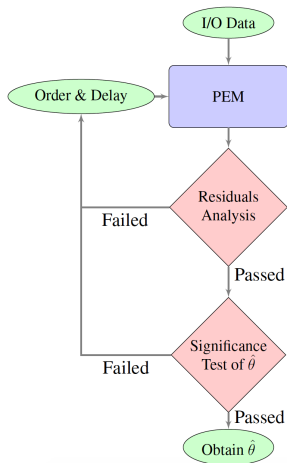 I/O Data
Order & Delay
PEM
Residuals
Analysis
Failed
Passed
Significance
Test of θ̂
Failed
Passed
Obtain θ̂